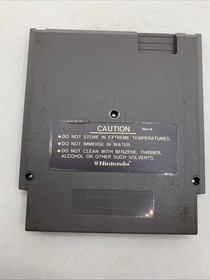 CAUTION
• DO NOT STORE IN EXTREME TEMPERATURES.
• DO NOT IMMERSE IN WATER.
• DO NOT CLEAN WITH BENZENE, THINNER,
ALCOHOL OR OTHER SUCH SOLVENTS.
Nintendo